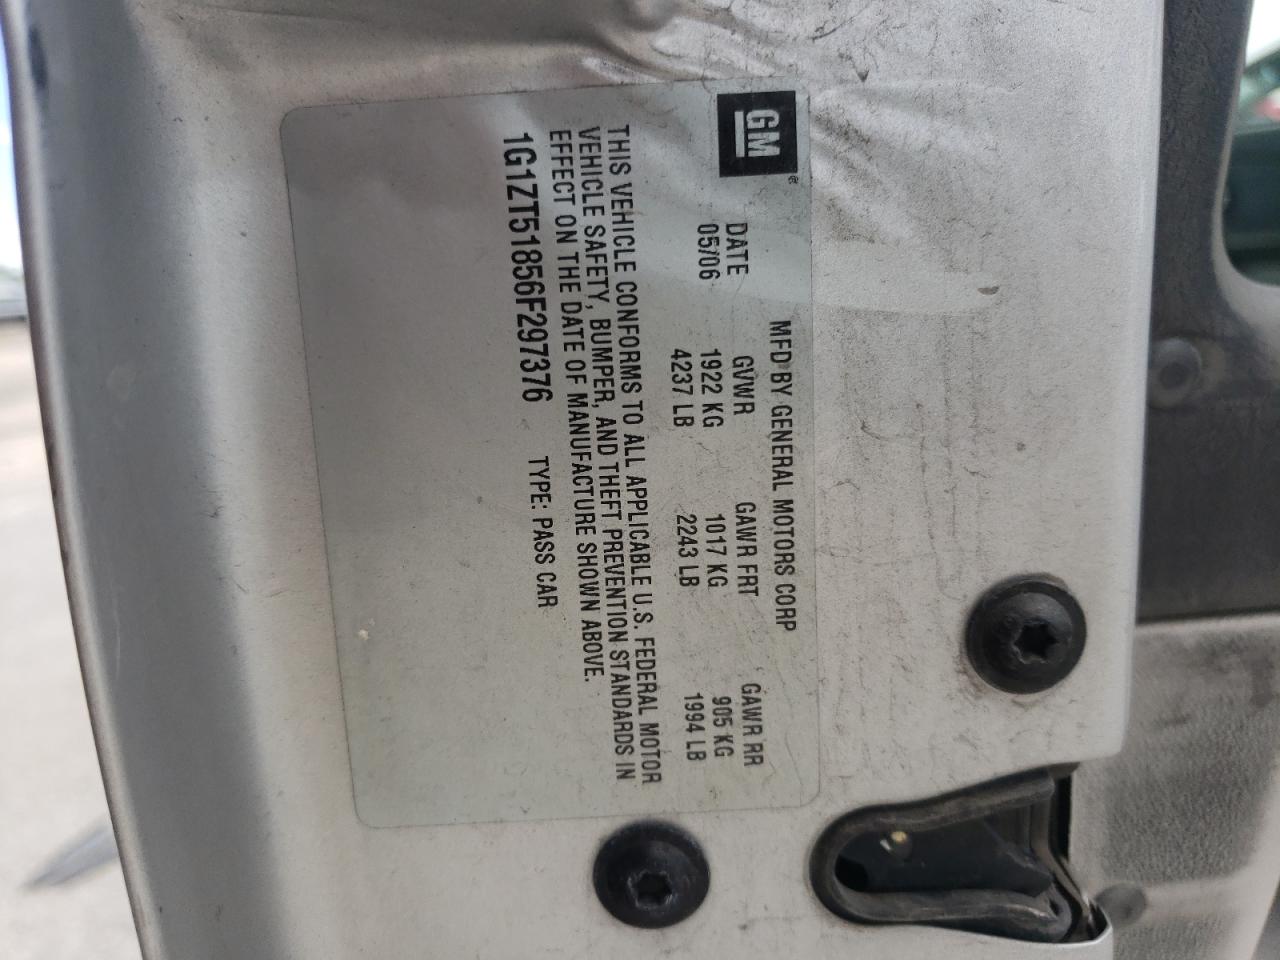 GM®
MFD BY GENERAL MOTORS CORP
DATE GVWR GAWR FRT GAWR RR
05/06 1922 KG 1017 KG 905 KG
4237 LB 2243 LB 1994 LB
THIS VEHICLE CONFORMS TO ALL APPLICABLE U.S. FEDERAL MOTOR
VEHICLE SAFETY, BUMPER, AND THEFT PREVENTION STANDARDS IN
EFFECT ON THE DATE OF MANUFACTURE SHOWN ABOVE.
1G1ZT51856F297376 TYPE: PASS CAR